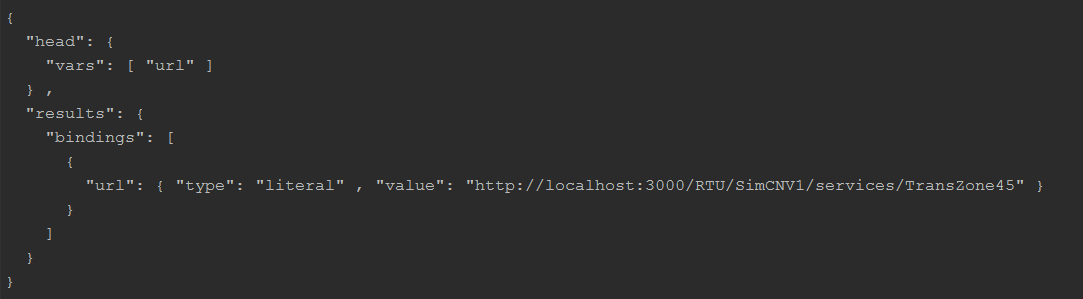 {
  "head": {
    "vars": [ "url" ]
  } ,
  "results": {
    "bindings": [
      {
        "url": { "type": "literal" , "value": "http://localhost:3000/RTU/SimCNV1/services/TransZone45" }
      }
    ]
  }
}